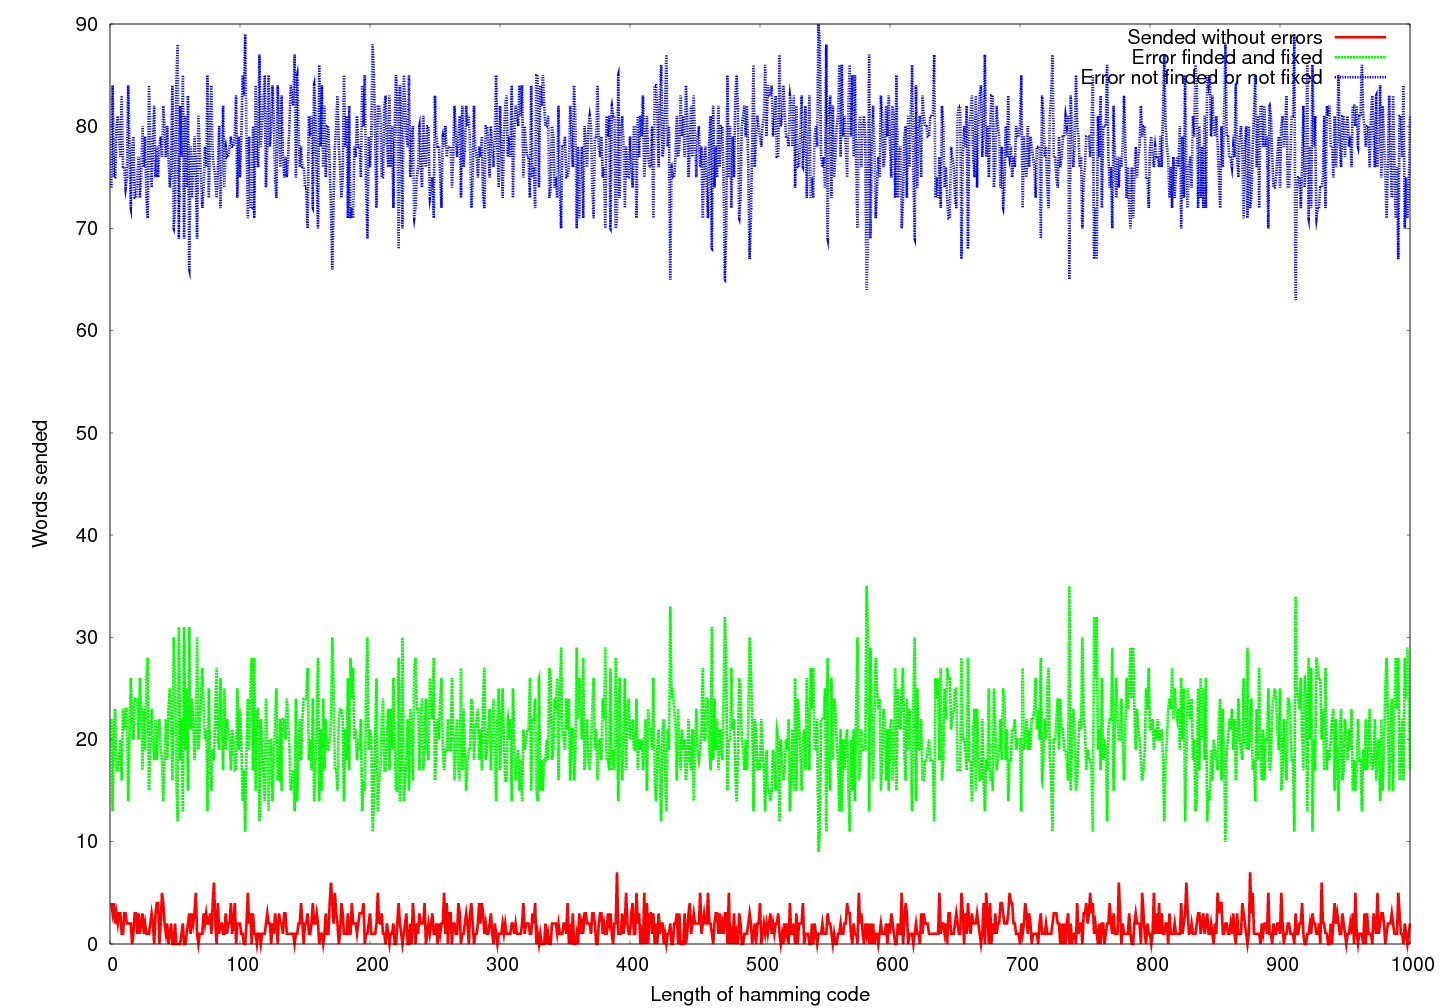 90
80
70
60
50
40
30
20
10
0
Words sended
Sended without errors
Error finded and fixed
Error not finded or not fixed
0 100 200 300 400 500 600 700 800 900 1000
Length of hamming code